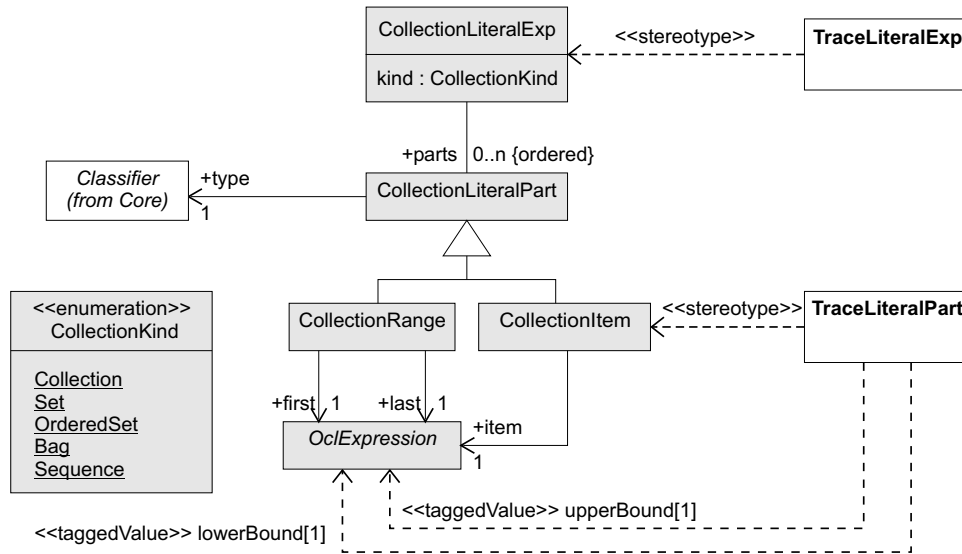 CollectionLiteralExp
kind : CollectionKind
<<stereotype>>
TraceLiteralExp
+parts 0..n {ordered}
Classifier
(from Core)
+type
1
CollectionLiteralPart
<<enumeration>>
CollectionKind
Collection
Set
OrderedSet
Bag
Sequence
CollectionRange
CollectionItem
<<stereotype>>
TraceLiteralPart
+first 1
+last 1
OclExpression
+item
1
<<taggedValue>> upperBound[1]
<<taggedValue>> lowerBound[1]